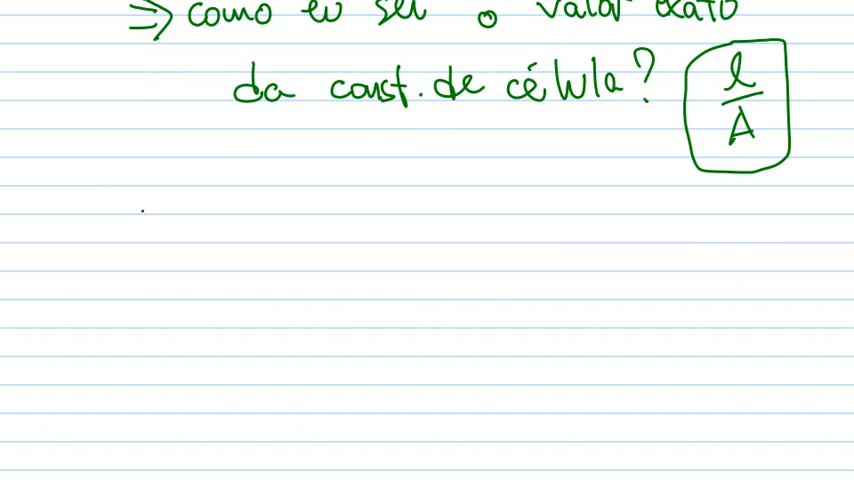 ⇒ como eu sei o valor exato
da const. de célula? l/A